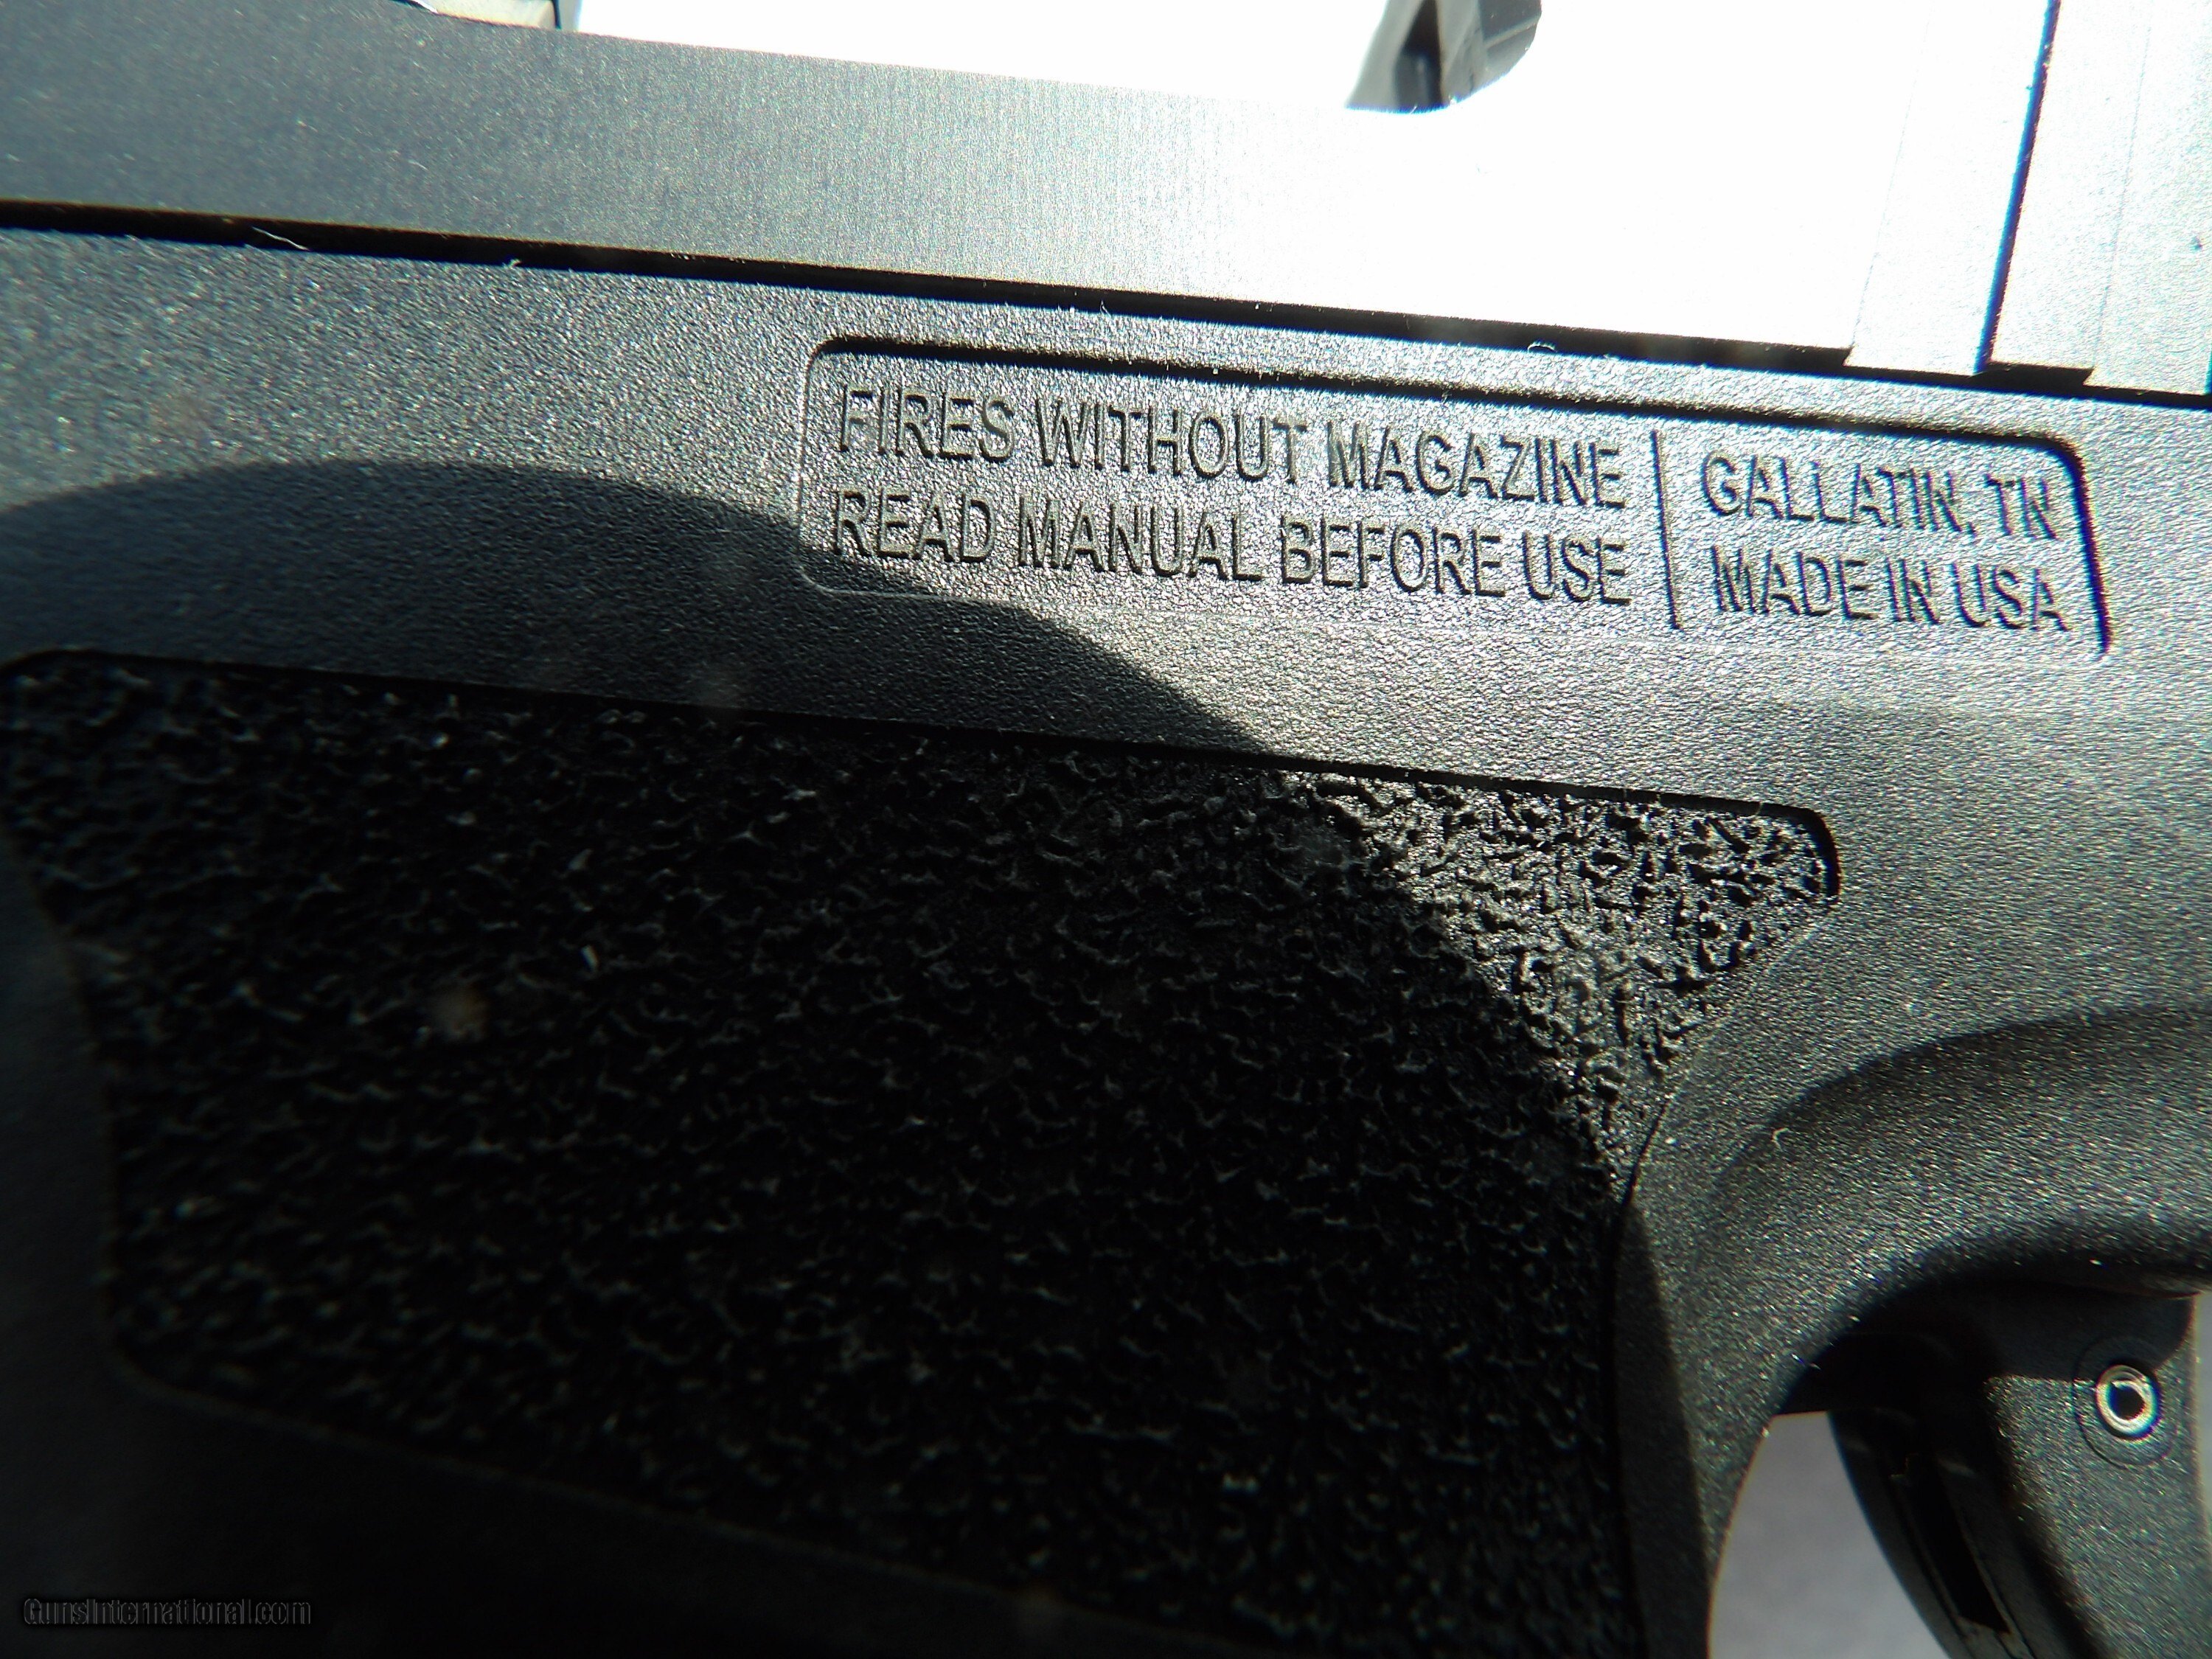 FIRES WITHOUT MAGAZINE
READ MANUAL BEFORE USE
GALLATIN, TN
MADE IN USA
GunsInternational.com